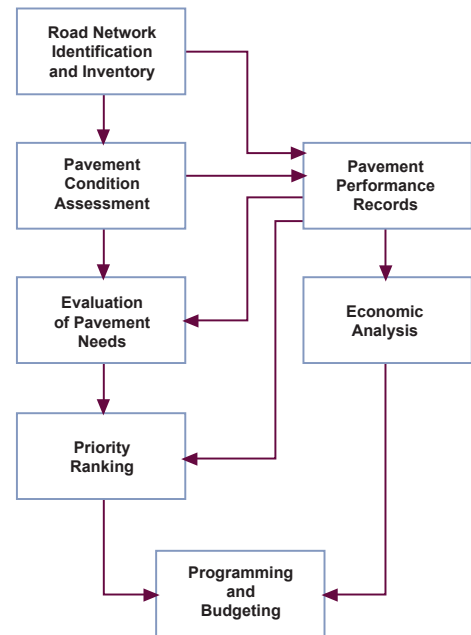 Road Network
Identification
and Inventory
Pavement
Condition
Assessment
Pavement
Performance
Records
Evaluation
of Pavement
Needs
Economic
Analysis
Priority
Ranking
Programming
and
Budgeting